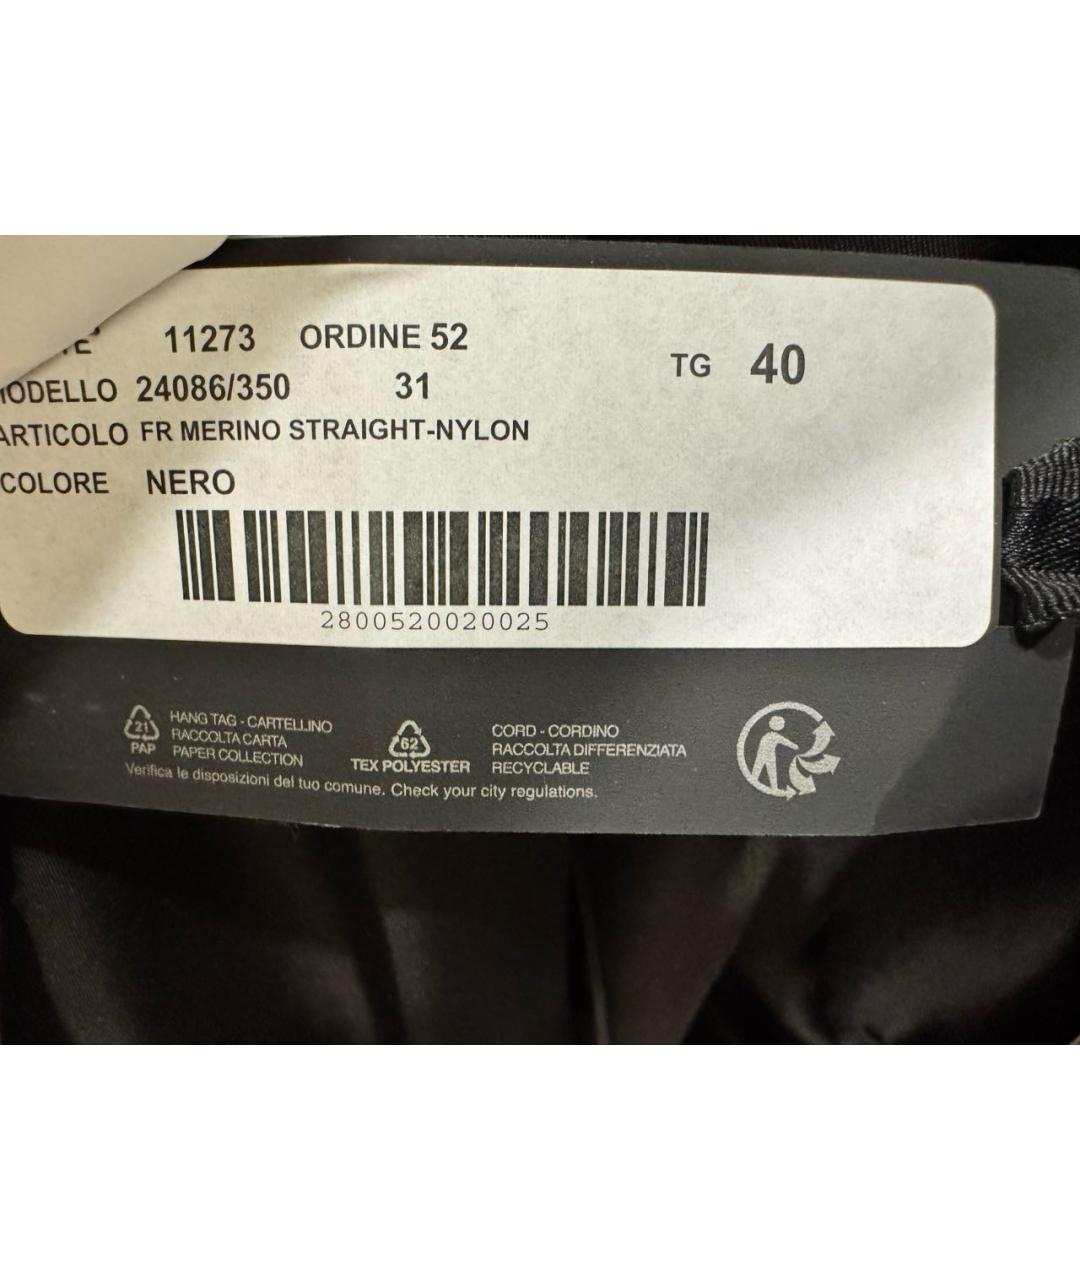 11273 ORDINE 52
24086/350 31
TG 40
ARTICOLO FR MERINO STRAIGHT-NYLON
COLORE NERO
2800520020025
21
PAP
HANG TAG - CARTELLINO
RACCOLTA CARTA
PAPER COLLECTION
62
TEX POLYESTER
CORD - CORDINO
RACCOLTA DIFFERENZIATA
RECYCLABLE
Verifica le disposizioni del tuo comune. Check your city regulations.